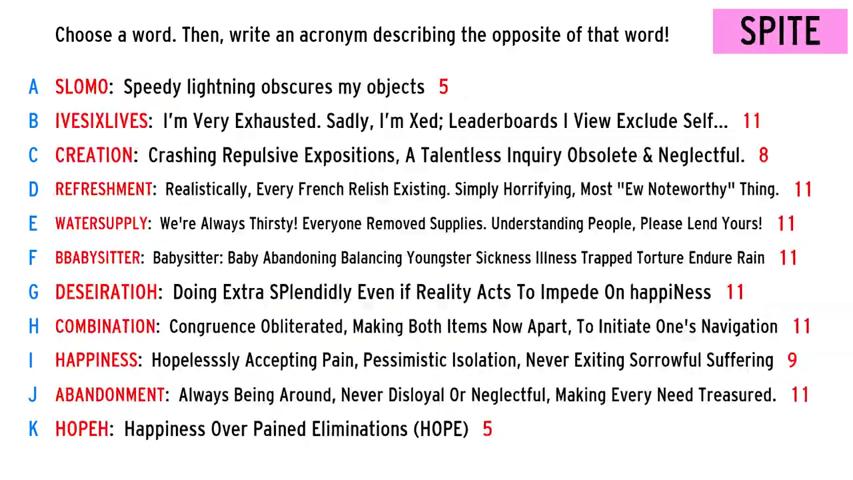 Choose a word. Then, write an acronym describing the opposite of that word!
SPITE
A SLOMO: Speedy lightning obscures my objects 5
B IVESIXLIVES: I'm Very Exhausted. Sadly, I'm Xed; Leaderboards I View Exclude Self... 11
C CREATION: Crashing Repulsive Expositions, A Talentless Inquiry Obsolete & Neglectful. 8
D REFRESHMENT: Realistically, Every French Relish Existing. Simply Horrifying, Most "Ew Noteworthy" Thing. 11
E WATERSUPPLY: We're Always Thirsty! Everyone Removed Supplies. Understanding People, Please Lend Yours! 11
F BBABYSITTER: Babysitter: Baby Abandoning Balancing Youngster Sickness Illness Trapped Torture Endure Rain 11
G DESEIRATIOH: Doing Extra SPlendidly Even if Reality Acts To Impede On happiNess 11
H COMBINATION: Congruence Obliterated, Making Both Items Now Apart, To Initiate One's Navigation 11
I HAPPINESS: Hopelesssly Accepting Pain, Pessimistic Isolation, Never Exiting Sorrowful Suffering 9
J ABANDONMENT: Always Being Around, Never Disloyal Or Neglectful, Making Every Need Treasured. 11
K HOPEH: Happiness Over Pained Eliminations (HOPE) 5